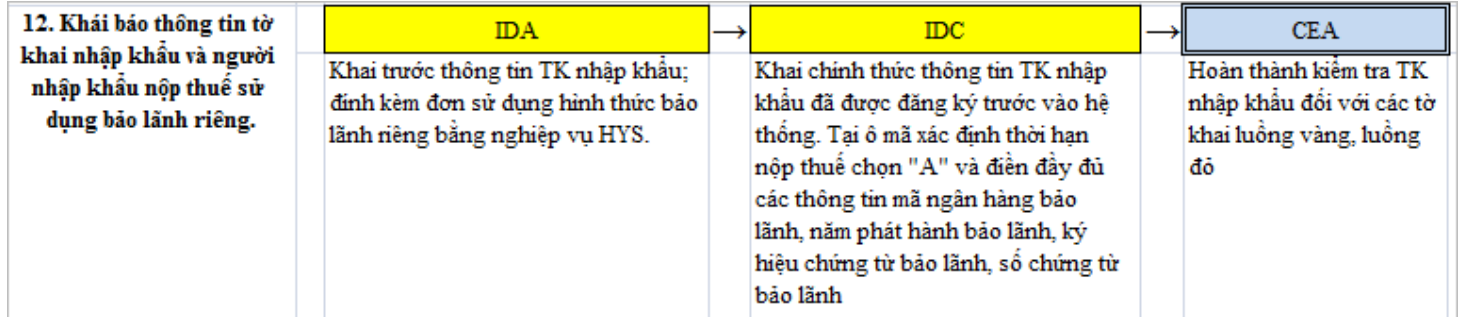 12. Khái báo thông tin tờ
khai nhập khẩu và người
nhập khẩu nộp thuế sử
dụng bảo lãnh riêng.
IDA
Khai trước thông tin TK nhập khẩu;
đính kèm đơn sử dụng hình thức bảo
lãnh riêng bằng nghiệp vụ HYS.
→
IDC
Khai chính thức thông tin TK nhập
khẩu đã được đăng ký trước vào hệ
thống. Tại ô mã xác định thời hạn
nộp thuế chọn "A" và điền đầy đủ
các thông tin mã ngân hàng bảo
lãnh, năm phát hành bảo lãnh, ký
hiệu chứng từ bảo lãnh, số chứng từ
bảo lãnh
→
CEA
Hoàn thành kiểm tra TK
nhập khẩu đối với các tờ
khai luồng vàng, luồng
đỏ